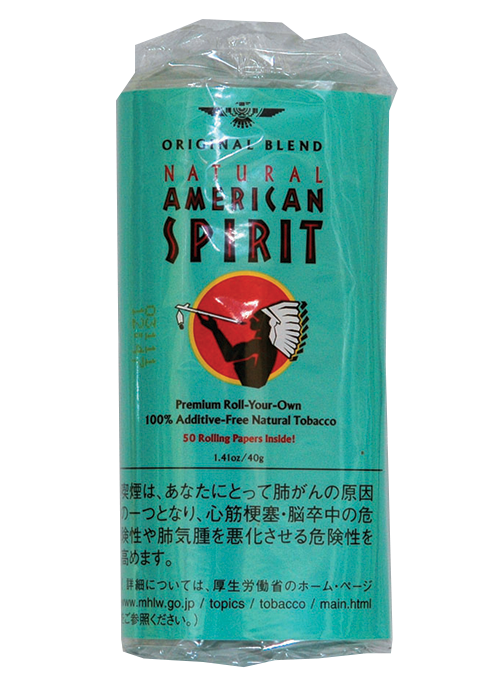 ORIGINAL BLEND
NATURAL
AMERICAN
SPIRIT
Premium Roll-Your-Own
100% Additive-Free Natural Tobacco
50 Rolling Papers Inside!
1.41oz/40g
喫煙は、あなたにとって肺がんの原因
の一つとなり、心筋梗塞・脳卒中の危
険性や肺気腫を悪化させる危険性を
高めます。
詳細については、厚生労働省のホーム・ページ
www.mhlw.go.jp / topics / tobacco / main.html
ご参照ください。)